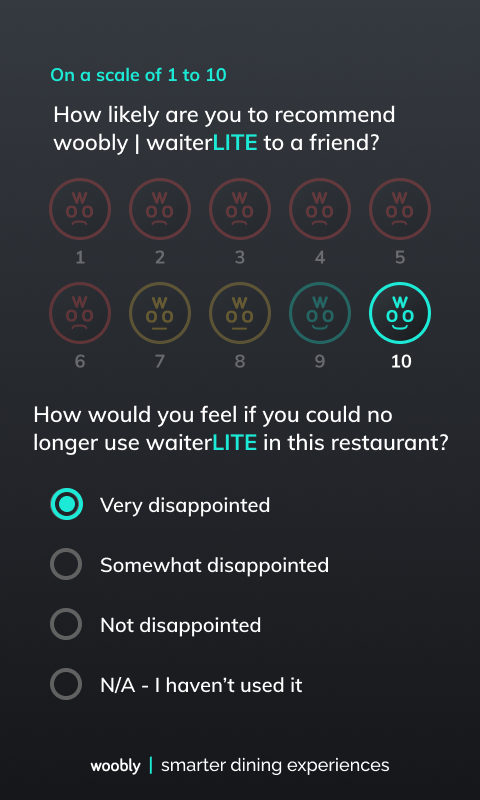 On a scale of 1 to 10
How likely are you to recommend
woobly | waiterLITE to a friend?
1 2 3 4 5
6 7 8 9 10
How would you feel if you could no
longer use waiterLITE in this restaurant?
Very disappointed
Somewhat disappointed
Not disappointed
N/A - I haven’t used it
woobly | smarter dining experiences